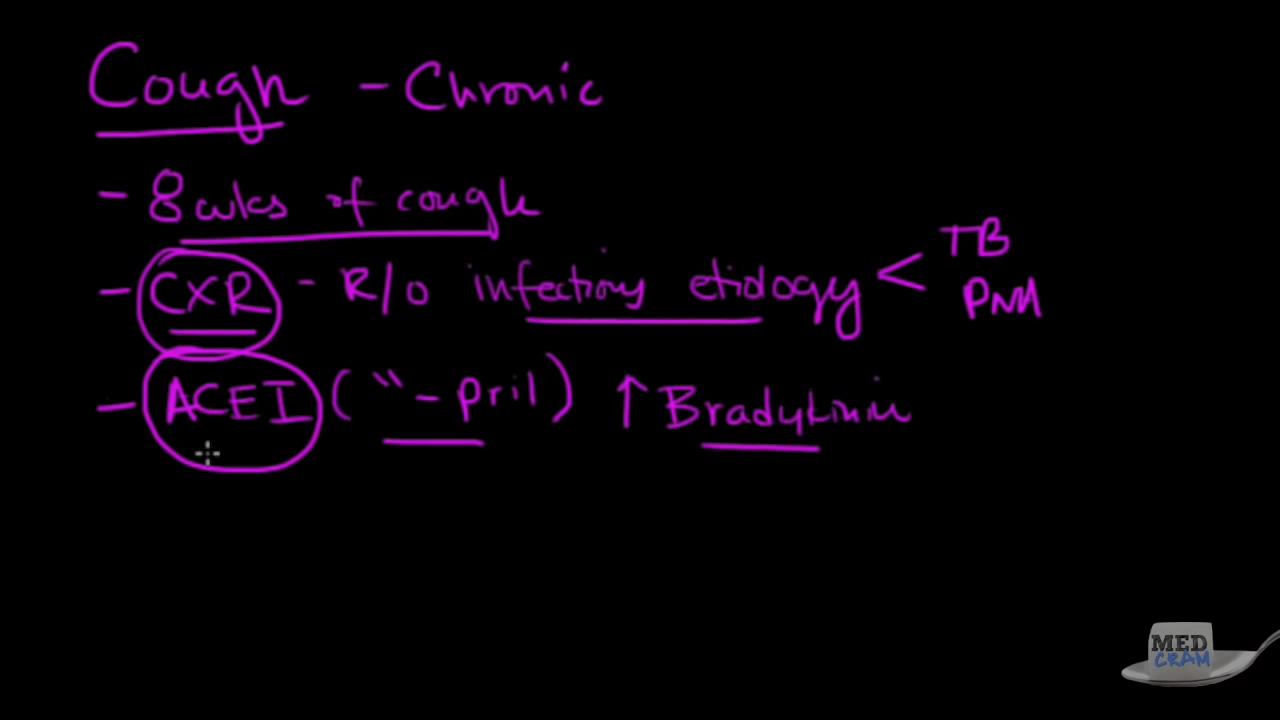 Cough - Chronic
- 8 wks of cough
- CXR - R/O infectious etiology < TB
PNA
- ACEI ( " - pril ) ↑ Bradykinin
MED
CRAM